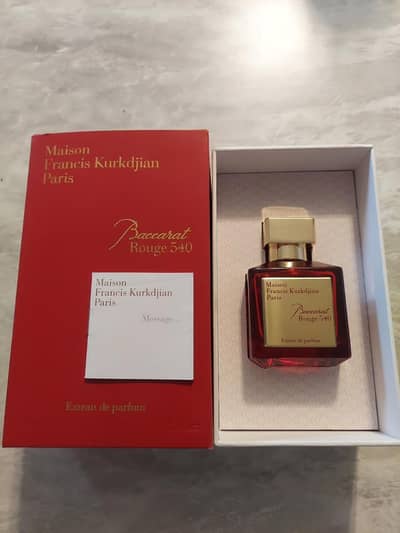 Maison
Francis Kurkdjian
Paris
Baccarat
Rouge 540
Maison
Francis Kurkdjian
Paris
Message...
Extrait de parfum
Maison
Francis Kurkdjian
Paris
Baccarat
Rouge 540
Extrait de parfum